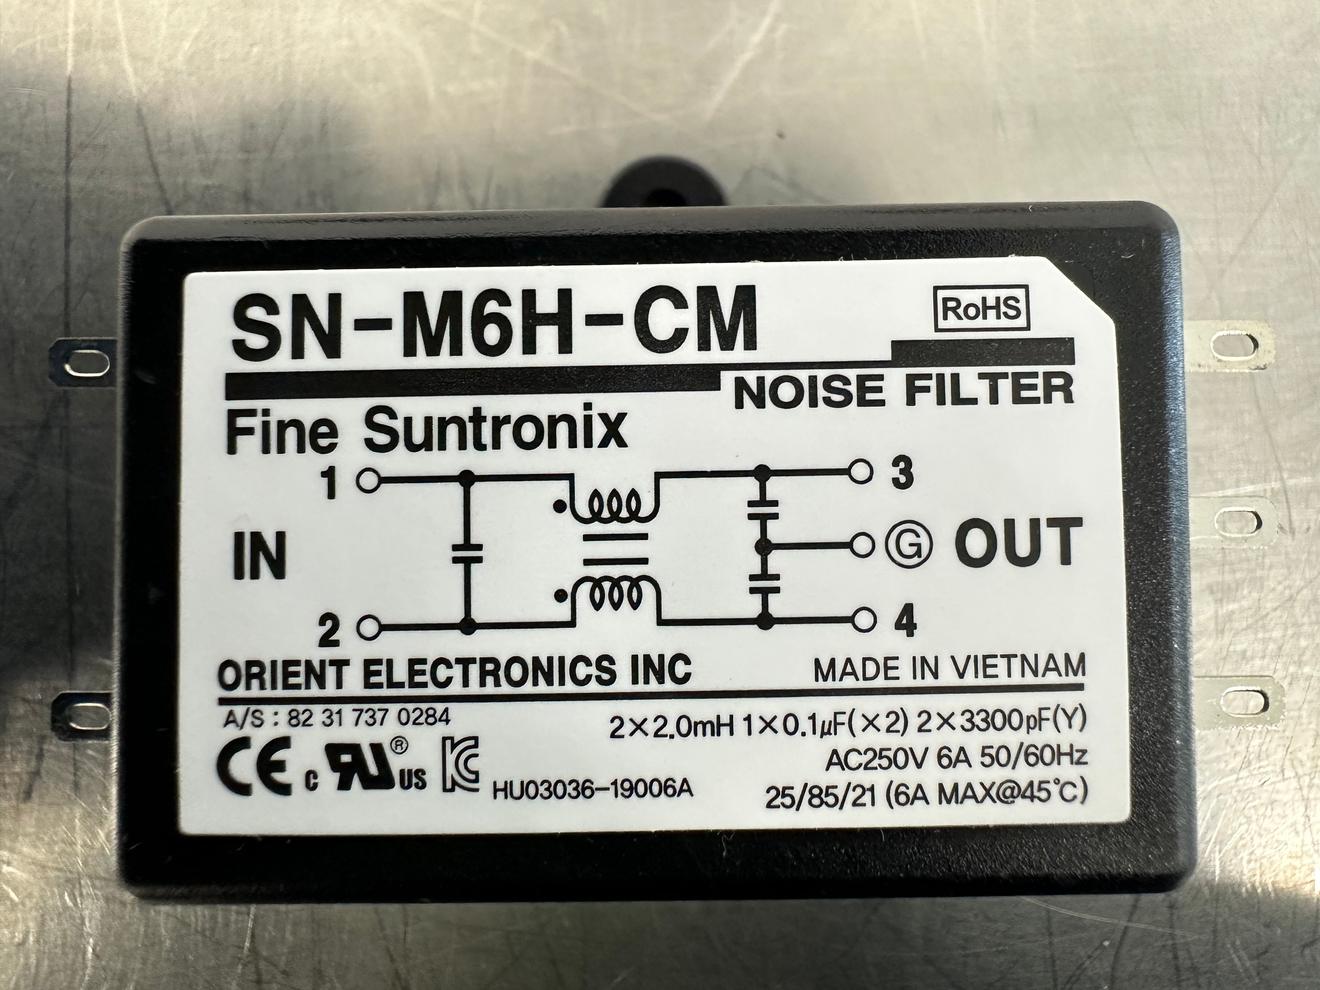 SN-M6H-CM
RoHS
NOISE FILTER
Fine Suntronix
1
3
IN
G OUT
2
4
ORIENT ELECTRONICS INC
MADE IN VIETNAM
A/S : 82 31 737 0284
2×2.0mH 1×0.1μF(×2) 2×3300pF(Y)
CE c RU® US KC
AC250V 6A 50/60Hz
HU03036-19006A
25/85/21 (6A MAX@45℃)